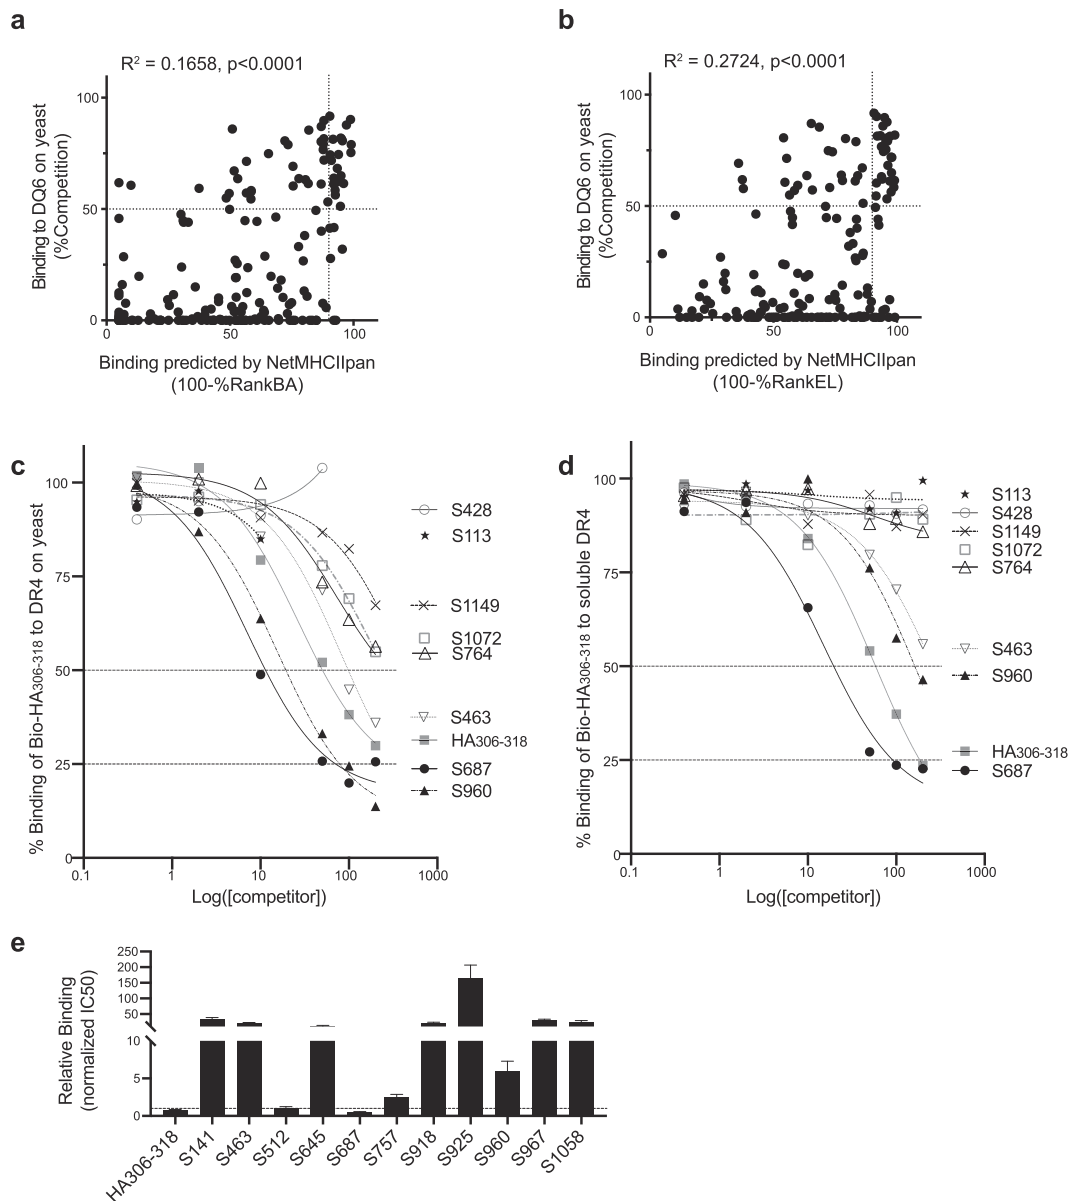 a
R² = 0.1658, p<0.0001
Binding to DQ6 on yeast
(%Competition)
100
50
0
0
50
100
Binding predicted by NetMHCIIpan
(100-%RankBA)
b
R² = 0.2724, p<0.0001
Binding to DQ6 on yeast
(%Competition)
100
50
0
0
50
100
Binding predicted by NetMHCIIpan
(100-%RankEL)
c
% Binding of Bio-HA306-318 to DR4 on yeast
100
75
50
25
0
0.1
1
10
100
1000
Log([competitor])
S428
S113
S1149
S1072
S764
S463
HA306-318
S687
S960
d
% Binding of Bio-HA306-318 to soluble DR4
100
75
50
25
0
0.1
1
10
100
1000
Log([competitor])
S113
S428
S1149
S1072
S764
S463
S960
HA306-318
S687
e
Relative Binding
(normalized IC50)
250
200
150
100
50
10
5
0
HA306-318
S141
S463
S512
S645
S687
S757
S918
S925
S960
S967
S1058